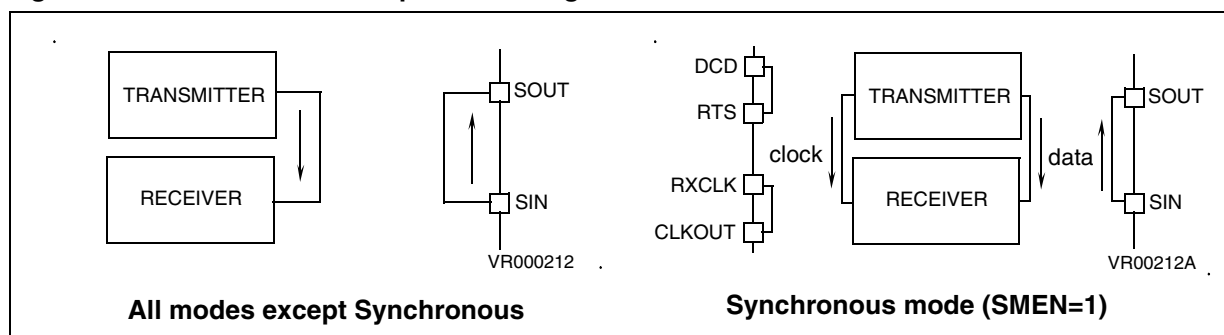 TRANSMITTER
RECEIVER
SOUT
SIN
VR000212
All modes except Synchronous
DCD
RTS
RXCLK
CLKOUT
clock
TRANSMITTER
RECEIVER
data
SOUT
SIN
VR00212A
Synchronous mode (SMEN=1)